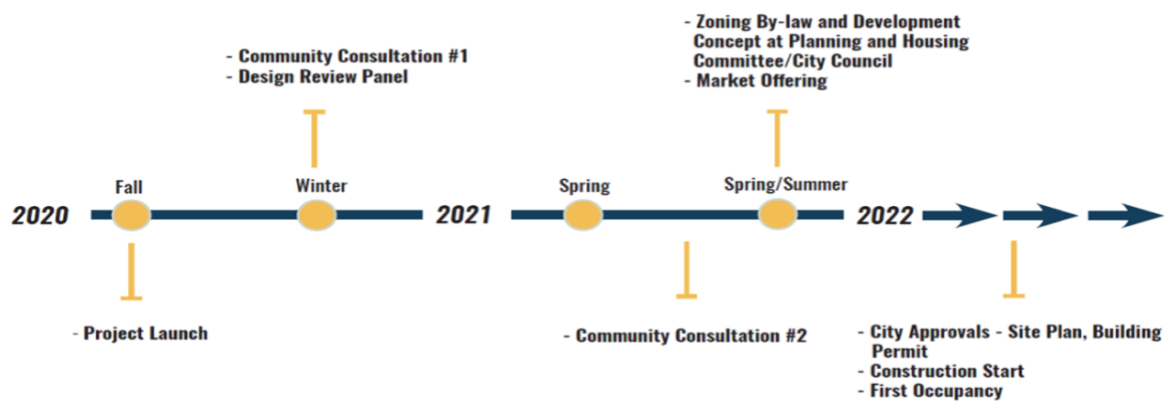 - Zoning By-law and Development
Concept at Planning and Housing
Committee/City Council
- Market Offering
- Community Consultation #1
- Design Review Panel
Fall
Winter
Spring
Spring/Summer
2020
2021
2022
- Project Launch
- Community Consultation #2
- City Approvals - Site Plan, Building
Permit
- Construction Start
- First Occupancy